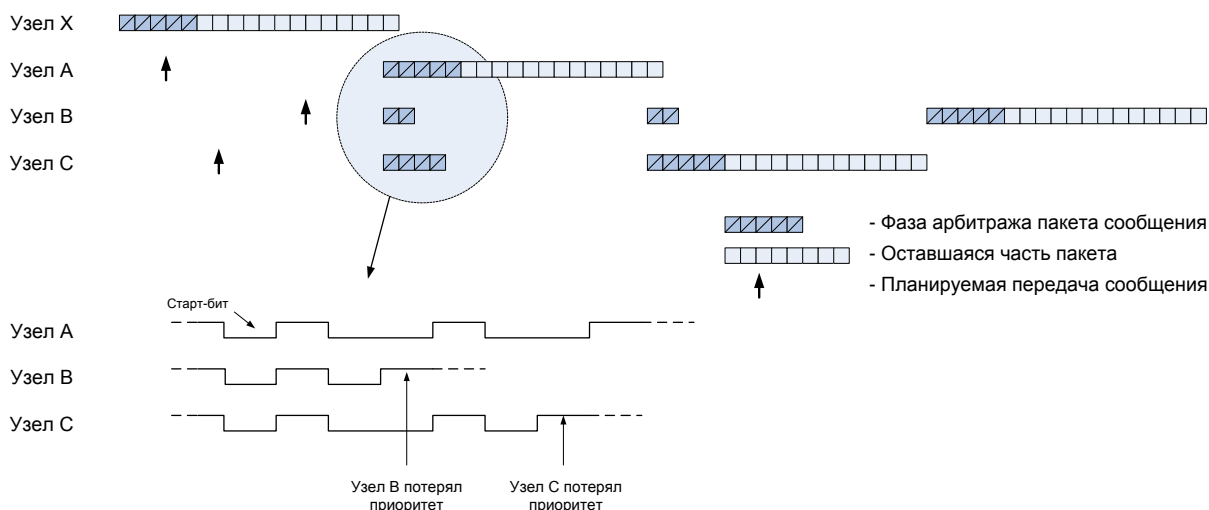 Узел X
Узел A
Узел B
Узел C
- Фаза арбитража пакета сообщения
- Оставшаяся часть пакета
- Планируемая передача сообщения
Старт-бит
Узел A
Узел B
Узел C
Узел B потерял
приоритет
Узел C потерял
приоритет